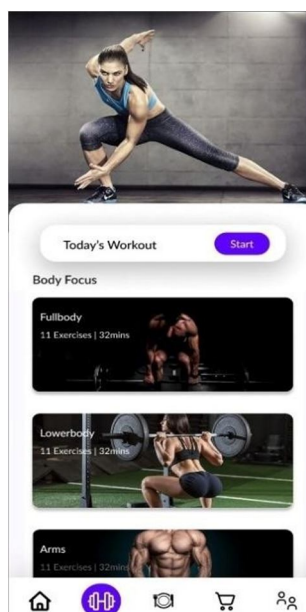 Today's Workout
Start
Body Focus
Fullbody
11 Exercises | 32mins
Lowerbody
11 Exercises | 32mins
Arms
11 Exercises | 32mins